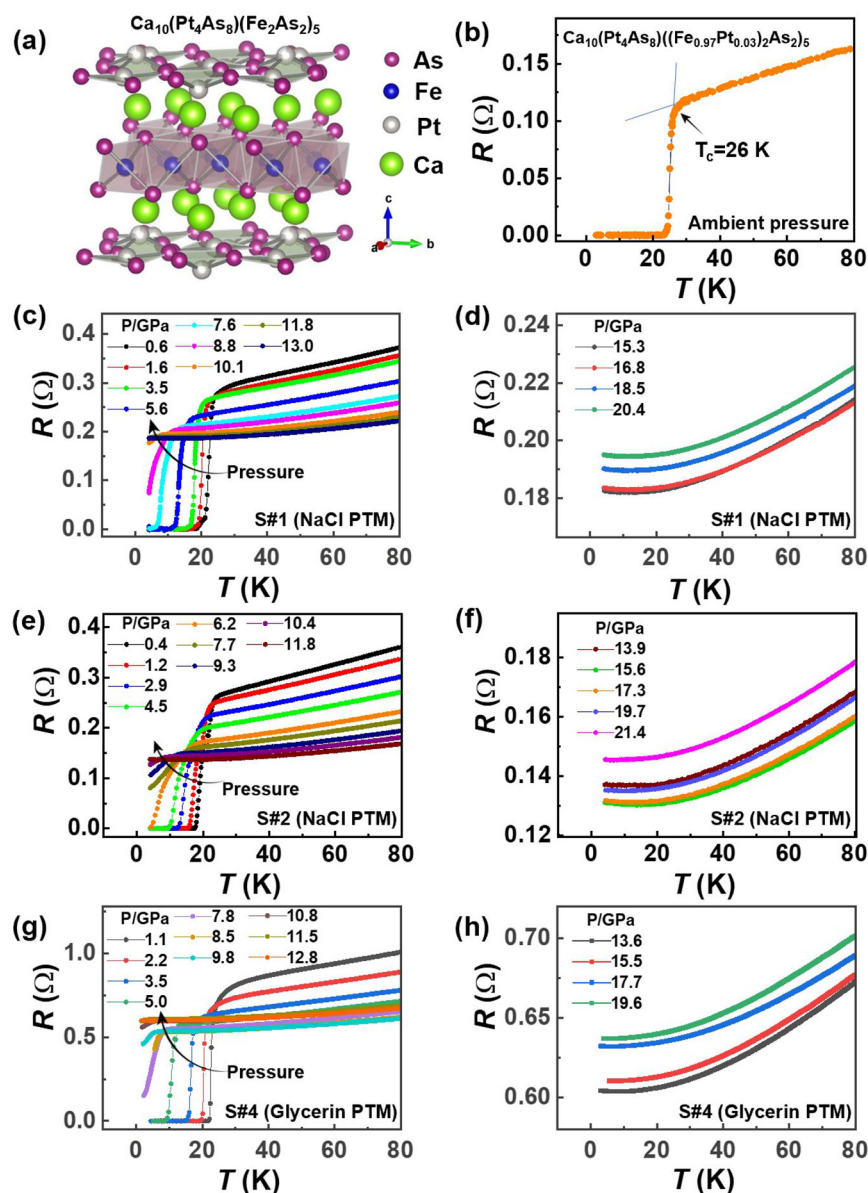 (a)
Ca10(Pt4As8)(Fe2As2)5
As
Fe
Pt
Ca
c
a
b
(b)
Ca10(Pt4As8)((Fe0.97Pt0.03)2As2)5
R (Ω)
0.15
0.10
0.05
0.00
Tc=26 K
Ambient pressure
0 20 40 60 80
T (K)
(c)
R (Ω)
0.4
0.3
0.2
0.1
0.0
P/GPa
0.6
1.6
3.5
5.6
7.6
8.8
10.1
11.8
13.0
Pressure
S#1 (NaCl PTM)
0 20 40 60 80
T (K)
(d)
R (Ω)
0.24
0.22
0.20
0.18
P/GPa
15.3
16.8
18.5
20.4
S#1 (NaCl PTM)
0 20 40 60 80
T (K)
(e)
R (Ω)
0.4
0.3
0.2
0.1
0.0
P/GPa
0.4
1.2
2.9
4.5
6.2
7.7
9.3
10.4
11.8
Pressure
S#2 (NaCl PTM)
0 20 40 60 80
T (K)
(f)
R (Ω)
0.18
0.16
0.14
0.12
P/GPa
13.9
15.6
17.3
19.7
21.4
S#2 (NaCl PTM)
0 20 40 60 80
T (K)
(g)
R (Ω)
1.0
0.5
0.0
P/GPa
1.1
2.2
3.5
5.0
7.8
8.5
9.8
10.8
11.5
12.8
Pressure
S#4 (Glycerin PTM)
0 10 20 30 40 50 60 70 80
T (K)
(h)
R (Ω)
0.70
0.65
0.60
P/GPa
13.6
15.5
17.7
19.6
S#4 (Glycerin PTM)
0 10 20 30 40 50 60 70 80
T (K)